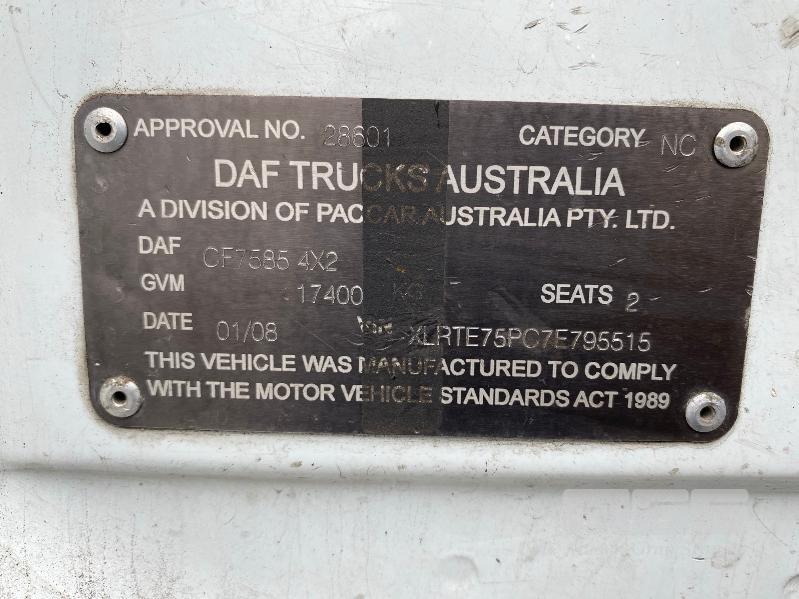 APPROVAL NO. 28601 CATEGORY NC
DAF TRUCKS AUSTRALIA
A DIVISION OF PACCAR AUSTRALIA PTY. LTD.
DAF CF7585 4X2
GVM 17400 KG SEATS 2
DATE 01/08 VIN XLRTE75PC7E795515
THIS VEHICLE WAS MANUFACTURED TO COMPLY
WITH THE MOTOR VEHICLE STANDARDS ACT 1989